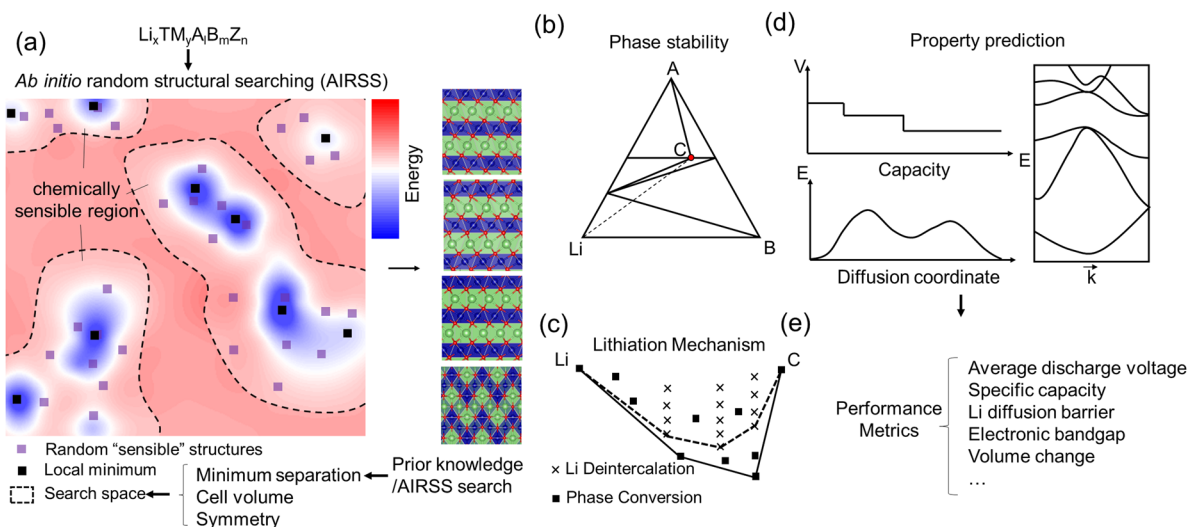 (a)
LiₓTMᵧAₗBₘZₙ
Ab initio random structural searching (AIRSS)
chemically
sensible region
Energy
Random “sensible” structures
Local minimum
Search space
Minimum separation
Cell volume
Symmetry
Prior knowledge
/AIRSS search
(b)
Phase stability
A
C
Li
B
(c)
Lithiation Mechanism
Li
C
Li Deintercalation
Phase Conversion
(d)
Property prediction
V
Capacity
E
Diffusion coordinate
E
k
(e)
Performance
Metrics
Average discharge voltage
Specific capacity
Li diffusion barrier
Electronic bandgap
Volume change
…